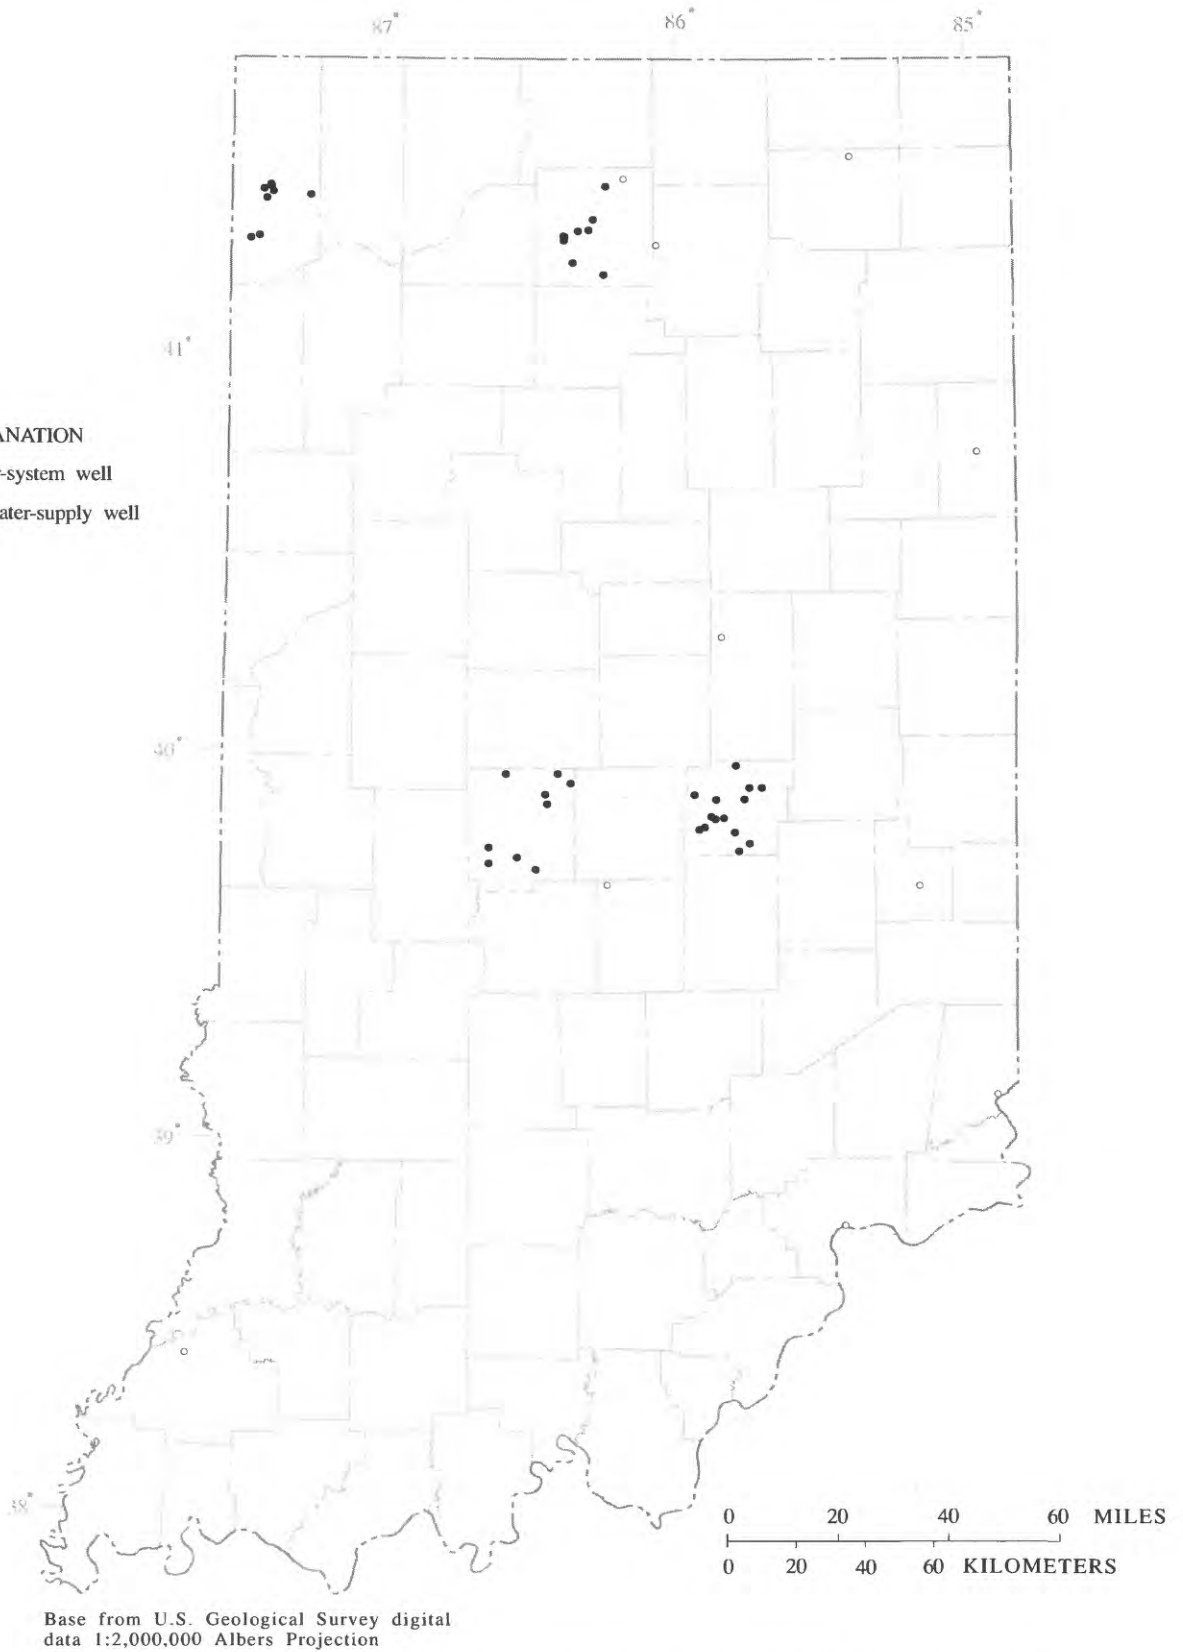 87°
86°
85°
41°
ANATION
-system well
ater-supply well
40°
39°
38°
0 20 40 60 MILES
0 20 40 60 KILOMETERS
Base from U.S. Geological Survey digital
data 1:2,000,000 Albers Projection